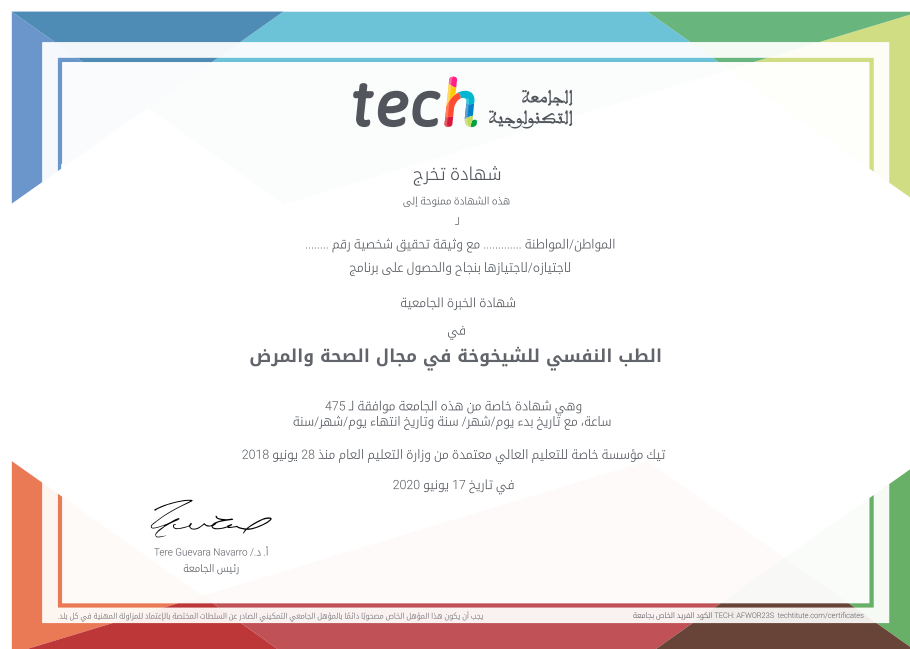 tech الجامعة
التكنولوجية
شهادة تخرج
هذه الشهادة ممنوحة إلى
لـ
المواطن/المواطنة ............. مع وثيقة تحقيق شخصية رقم ........
لاجتيازه/لاجتيازها بنجاح والحصول على برنامج
شهادة الخبرة الجامعية
في
الطب النفسي للشيخوخة في مجال الصحة والمرض
وهي شهادة خاصة من هذه الجامعة موافقة لـ 475
ساعة، مع تاريخ بدء يوم/شهر/ سنة وتاريخ انتهاء يوم/شهر/سنة
تيك مؤسسة خاصة للتعليم العالي معتمدة من وزارة التعليم العام منذ 28 يونيو 2018
في تاريخ 17 يونيو 2020
أ. د./ Tere Guevara Navarro
رئيس الجامعة
يجب أن يكون هذا المؤهل الخاص مصحوبًا دائمًا بالمؤهل الجامعي التمكيني الصادر عن السلطات المختصة بالإعتماد للمزاولة المهنية في كل بلد.
الكود الفريد الخاص بجامعة TECH: AFWOR23S techtitute.com/certificates